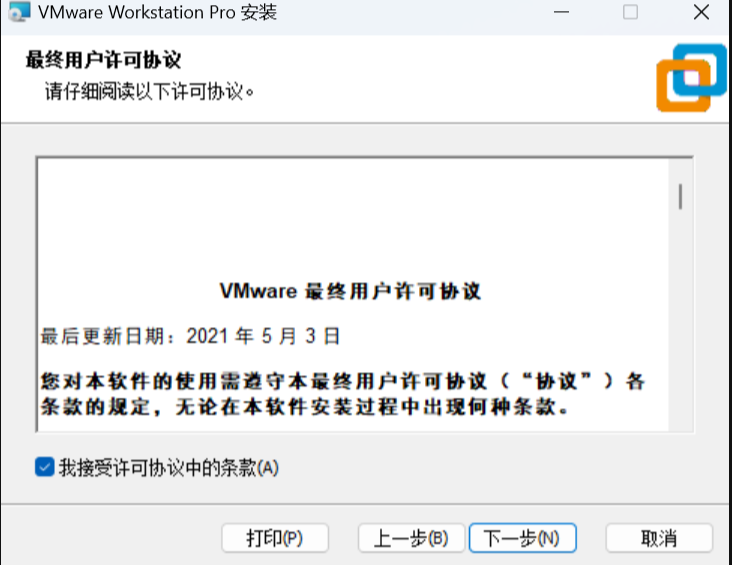 VMware Workstation Pro 安装
最终用户许可协议
请仔细阅读以下许可协议。
VMware 最终用户许可协议
最后更新日期：2021 年 5 月 3 日
您对本软件的使用需遵守本最终用户许可协议（“协议”）各
条款的规定，无论在本软件安装过程中出现何种条款。
我接受许可协议中的条款(A)
打印(P)
上一步(B)
下一步(N)
取消